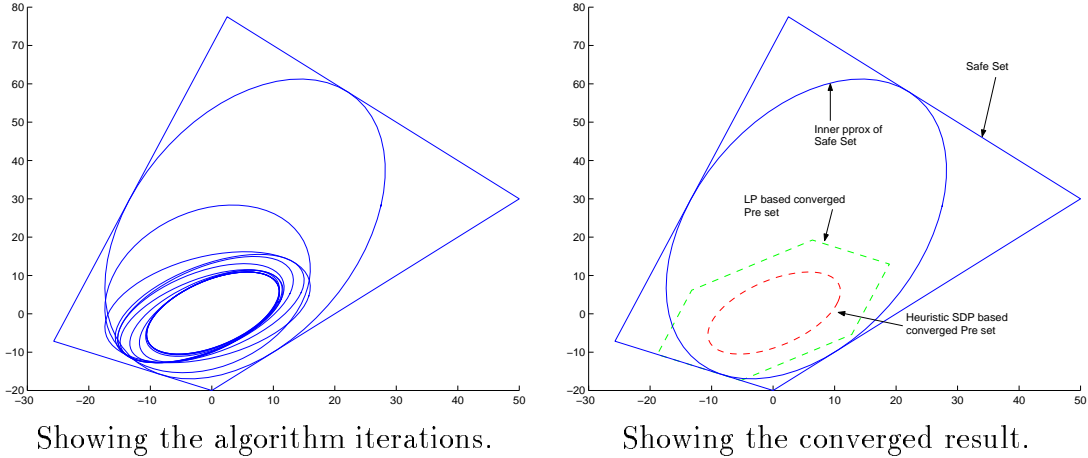 80
70
60
50
40
30
20
10
0
−10
−20
−30 −20 −10 0 10 20 30 40 50
Showing the algorithm iterations.
80
70
60
50
40
30
20
10
0
−10
−20
−30 −20 −10 0 10 20 30 40 50
Safe Set
Inner pprox of
Safe Set
LP based converged
Pre set
Heuristic SDP based
converged Pre set
Showing the converged result.